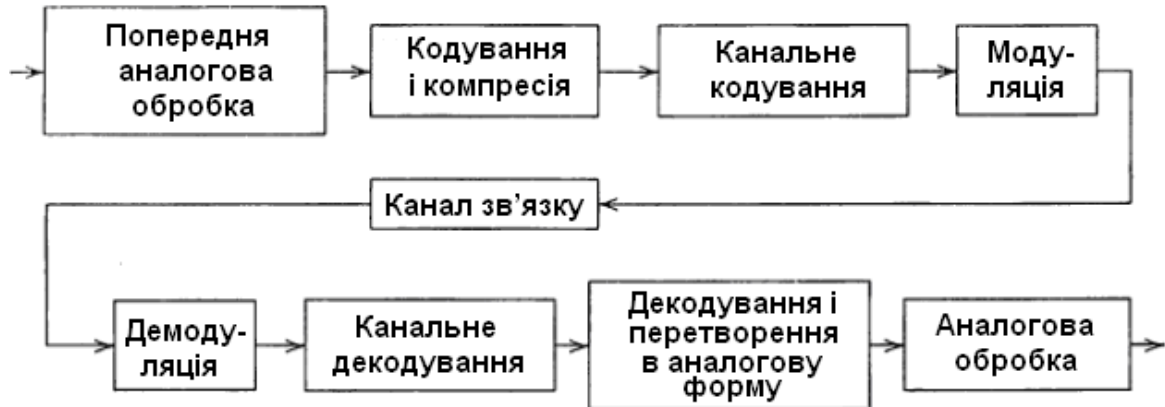 Попередня
аналогова
обробка
Кодування
і компресія
Канальне
кодування
Моду-
ляція
Канал зв’язку
Демоду-
ляція
Канальне
декодування
Декодування і
перетворення
в аналогову
форму
Аналогова
обробка